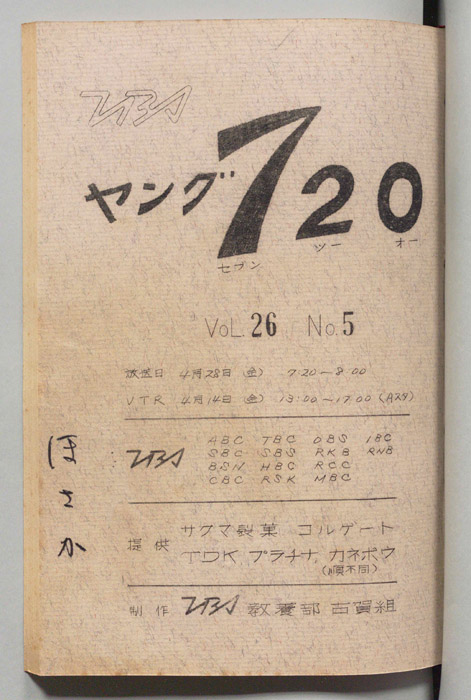 TBS
ヤング720
セブン ツー オー
VOL.26 No.5
放送日 4月28日(金) 7:20~8:00
VTR 4月14日(金) 13:00~17:00 (Aスタ)
TBS
ABC TBC OBS IBC
SBC SBS RKB RNB
BSN HBC RCC
CBC RSK MBC
ほさか
提供
サクマ製菓 コルゲート
TDK プラチナ カネボウ
(順不同)
制作 TBS 教養部 古賀組